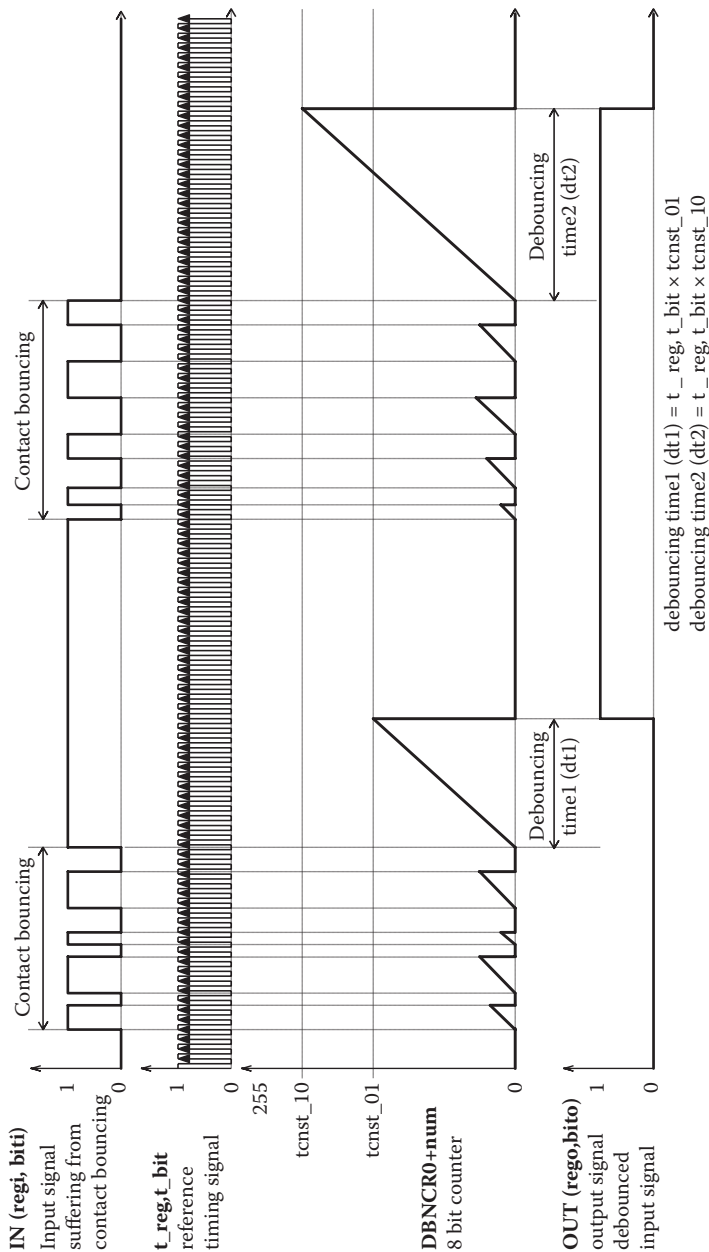 IN (regi, biti)
Input signal
suffering from
contact bouncing
1
0
Contact bouncing
Contact bouncing
t_reg,t_bit
reference
timing signal
1
0
255
tcnst_10
tcnst_01
DBNCR0+num
8 bit counter
0
Debouncing
time1 (dt1)
Debouncing
time2 (dt2)
OUT (rego,bito)
output signal
debounced
input signal
1
0
debouncing time1 (dt1) = t _ reg, t_bit × tcnst_01
debouncing time2 (dt2) = t _ reg, t_bit × tcnst_10